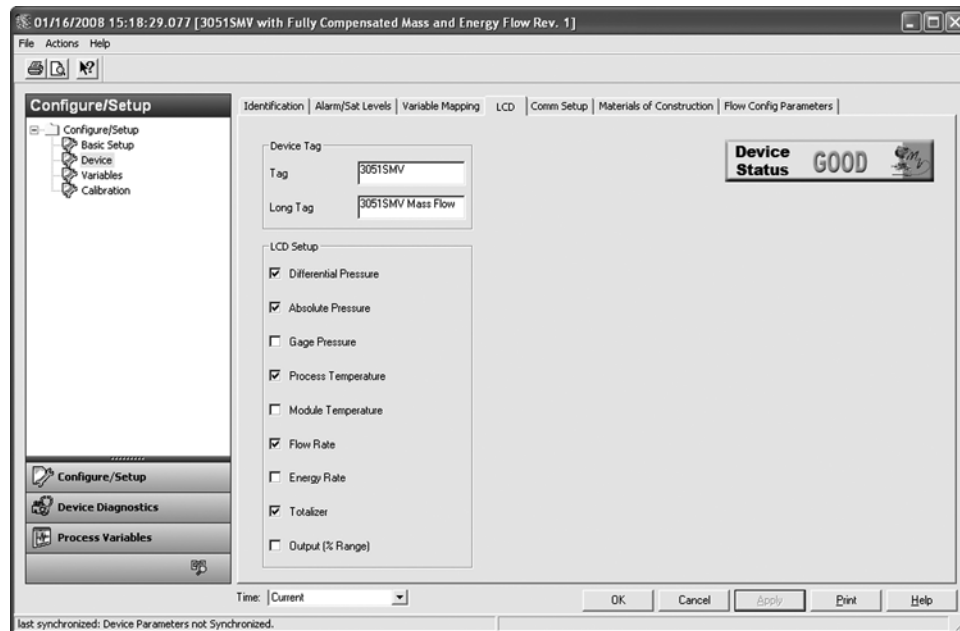 01/16/2008 15:18:29.077 [3051SMV with Fully Compensated Mass and Energy Flow Rev. 1]
File Actions Help
Configure/Setup
Configure/Setup
Basic Setup
Device
Variables
Calibration
Configure/Setup
Device Diagnostics
Process Variables
Identification Alarm/Sat Levels Variable Mapping LCD Comm Setup Materials of Construction Flow Config Parameters
Device Tag
Tag 3051SMV
Long Tag 3051SMV Mass Flow
Device Status GOOD
LCD Setup
Differential Pressure
Absolute Pressure
Gage Pressure
Process Temperature
Module Temperature
Flow Rate
Energy Rate
Totalizer
Output (% Range)
Time: Current
OK Cancel Apply Print Help
last synchronized: Device Parameters not Synchronized.